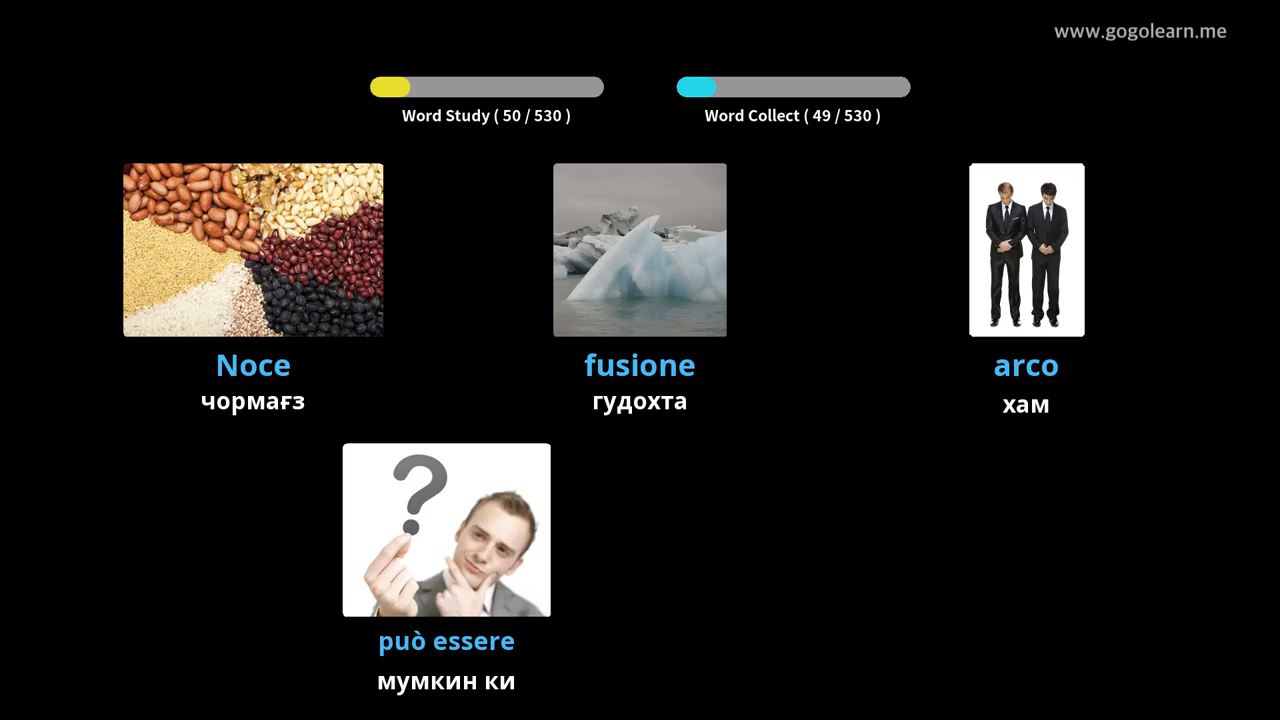 www.gogolearn.me
Word Study ( 50 / 530 )
Word Collect ( 49 / 530 )
Noce
fusione
arco
чормағз
гудохта
хам
può essere
мумкин ки